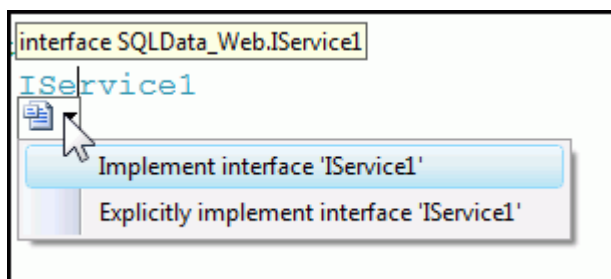 interface SQLData_Web.IService1
IService1
Implement interface 'IService1'
Explicitly implement interface 'IService1'